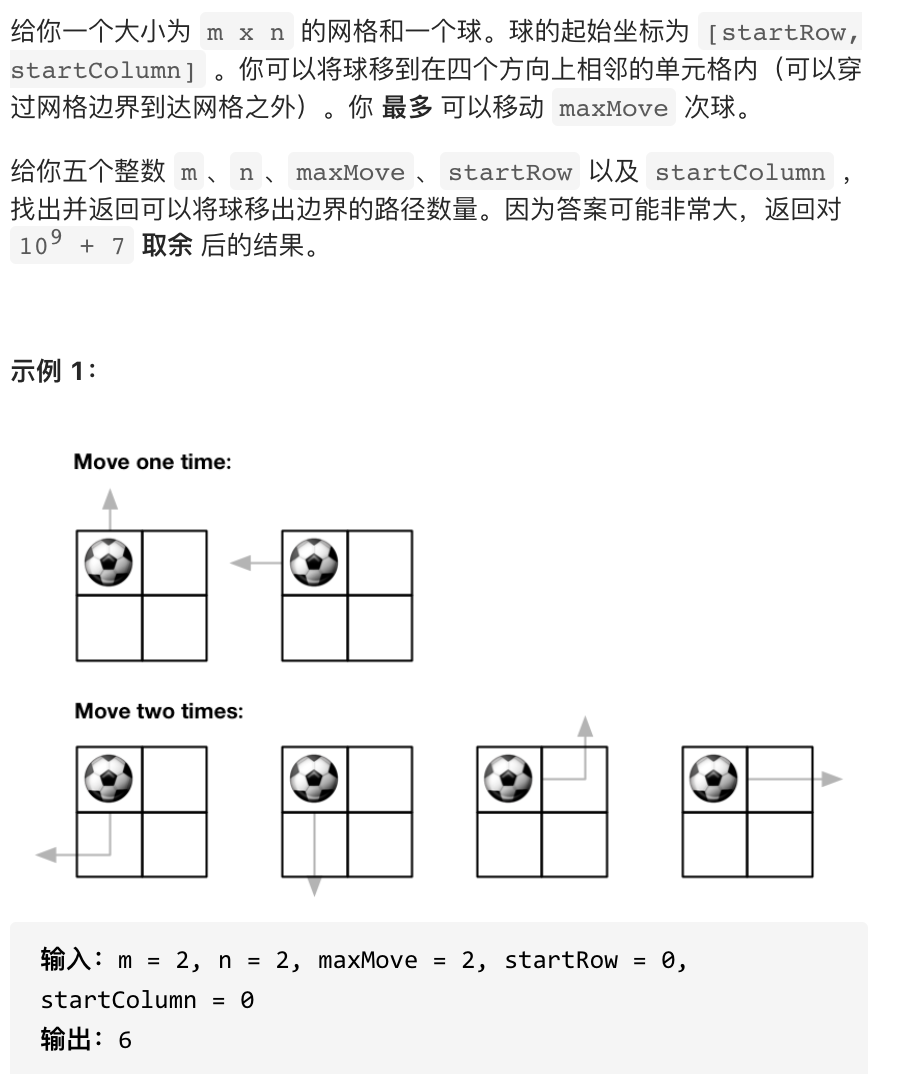 给你一个大小为 m x n 的网格和一个球。球的起始坐标为 [startRow,
startColumn] 。你可以将球移到在四个方向上相邻的单元格内（可以穿
过网格边界到达网格之外）。你 最多 可以移动 maxMove 次球。
给你五个整数 m 、 n 、 maxMove 、 startRow 以及 startColumn ，
找出并返回可以将球移出边界的路径数量。因为答案可能非常大，返回对
10⁹ + 7 取余 后的结果。
示例 1：
Move one time:
Move two times:
输入：m = 2, n = 2, maxMove = 2, startRow = 0,
startColumn = 0
输出：6